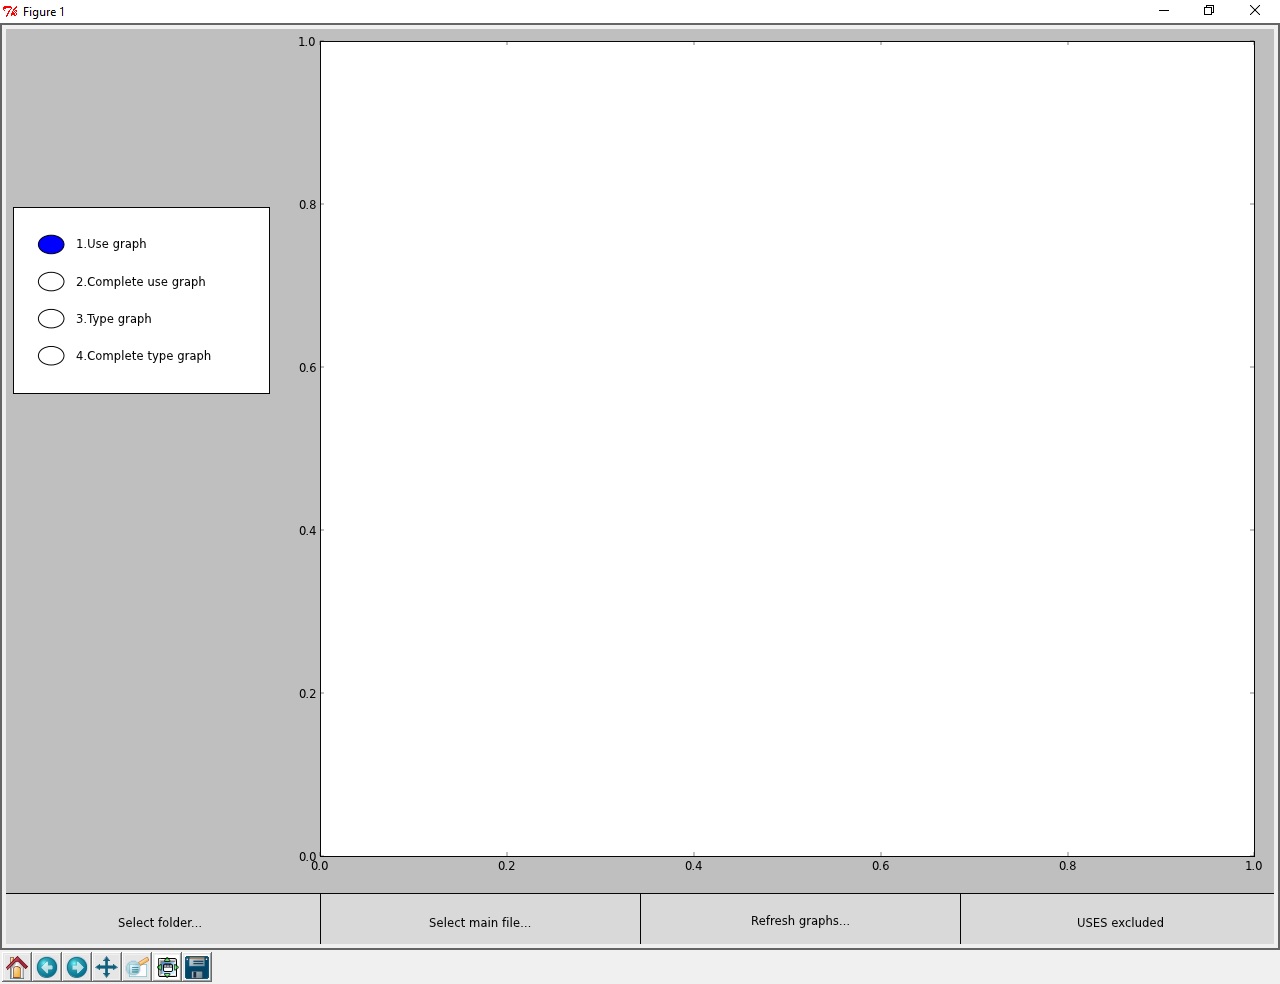 Figure 1
1.0
0.8
0.6
0.4
0.2
0.0
0.0 0.2 0.4 0.6 0.8 1.0
1.Use graph
2.Complete use graph
3.Type graph
4.Complete type graph
Select folder... Select main file... Refresh graphs... USES excluded